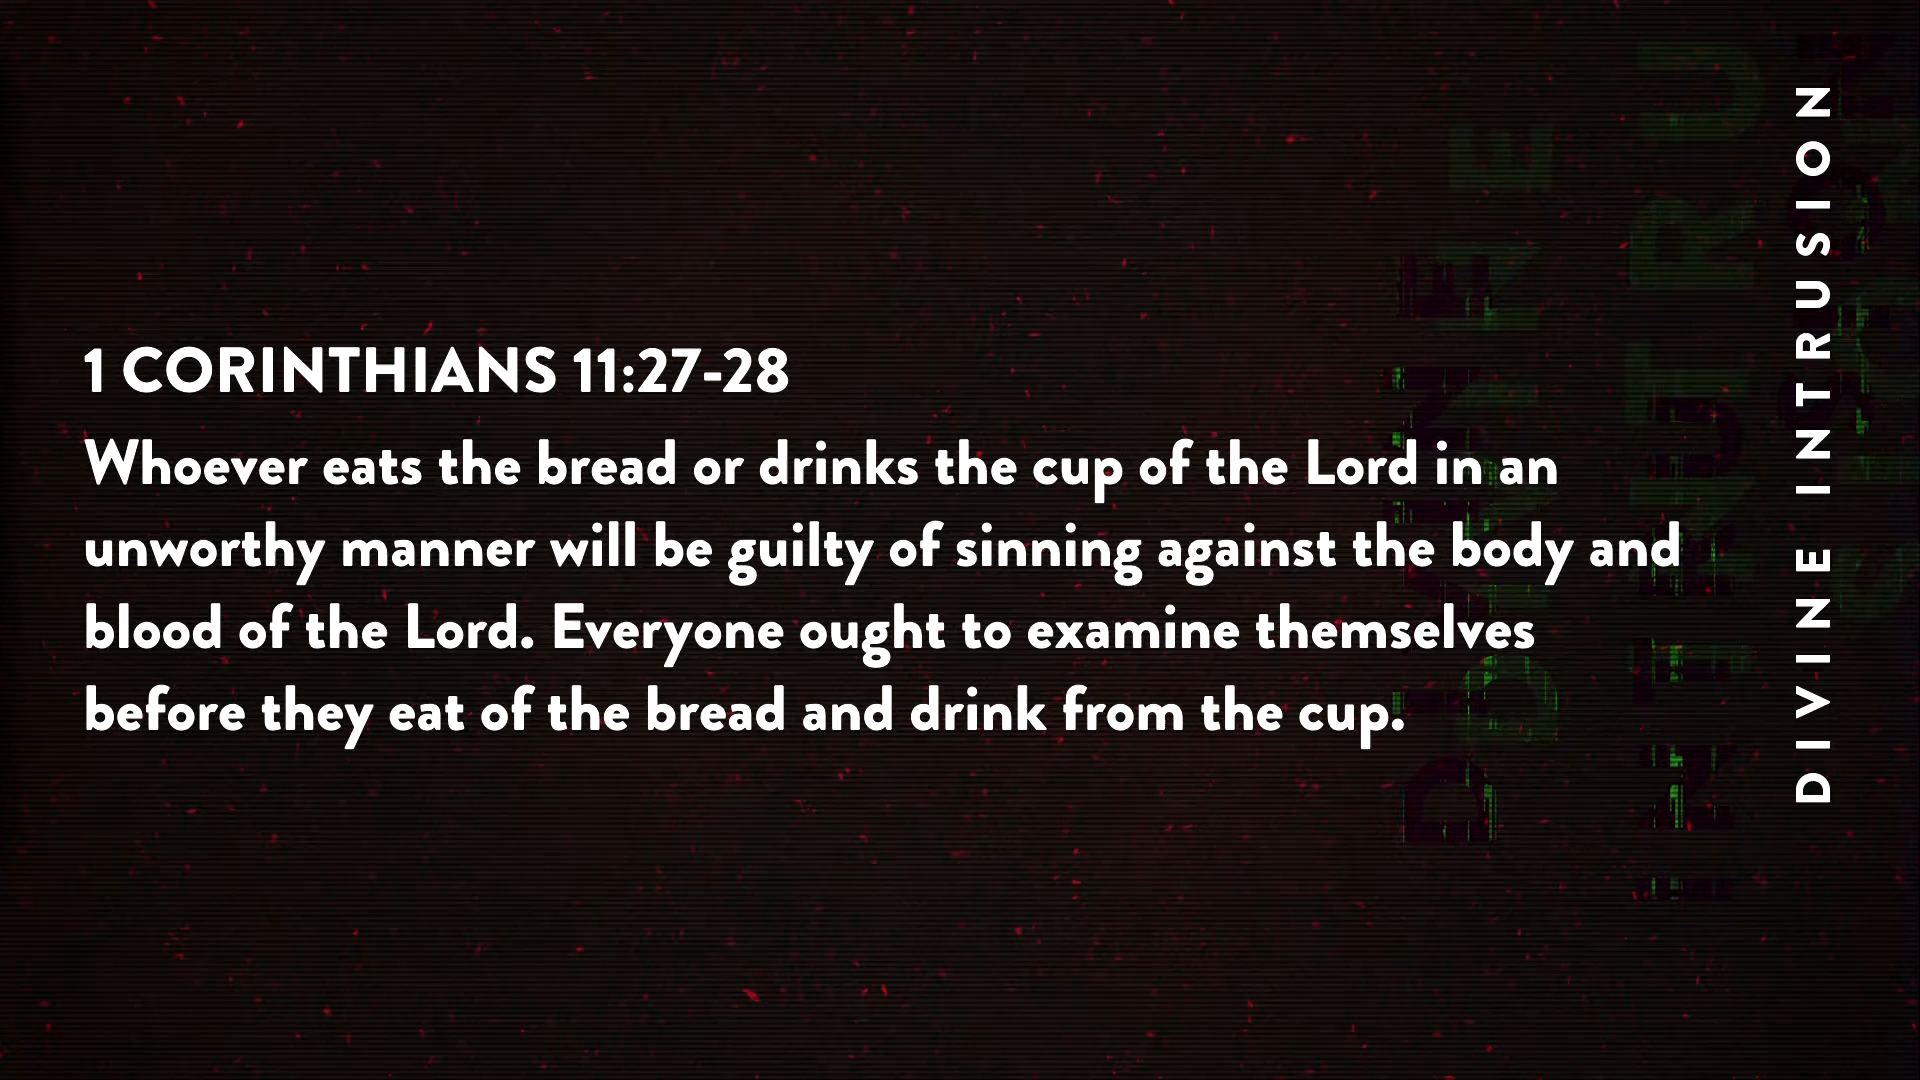 1 CORINTHIANS 11:27-28
Whoever eats the bread or drinks the cup of the Lord in an
unworthy manner will be guilty of sinning against the body and
blood of the Lord. Everyone ought to examine themselves
before they eat of the bread and drink from the cup.
DIVINE INTRUSION